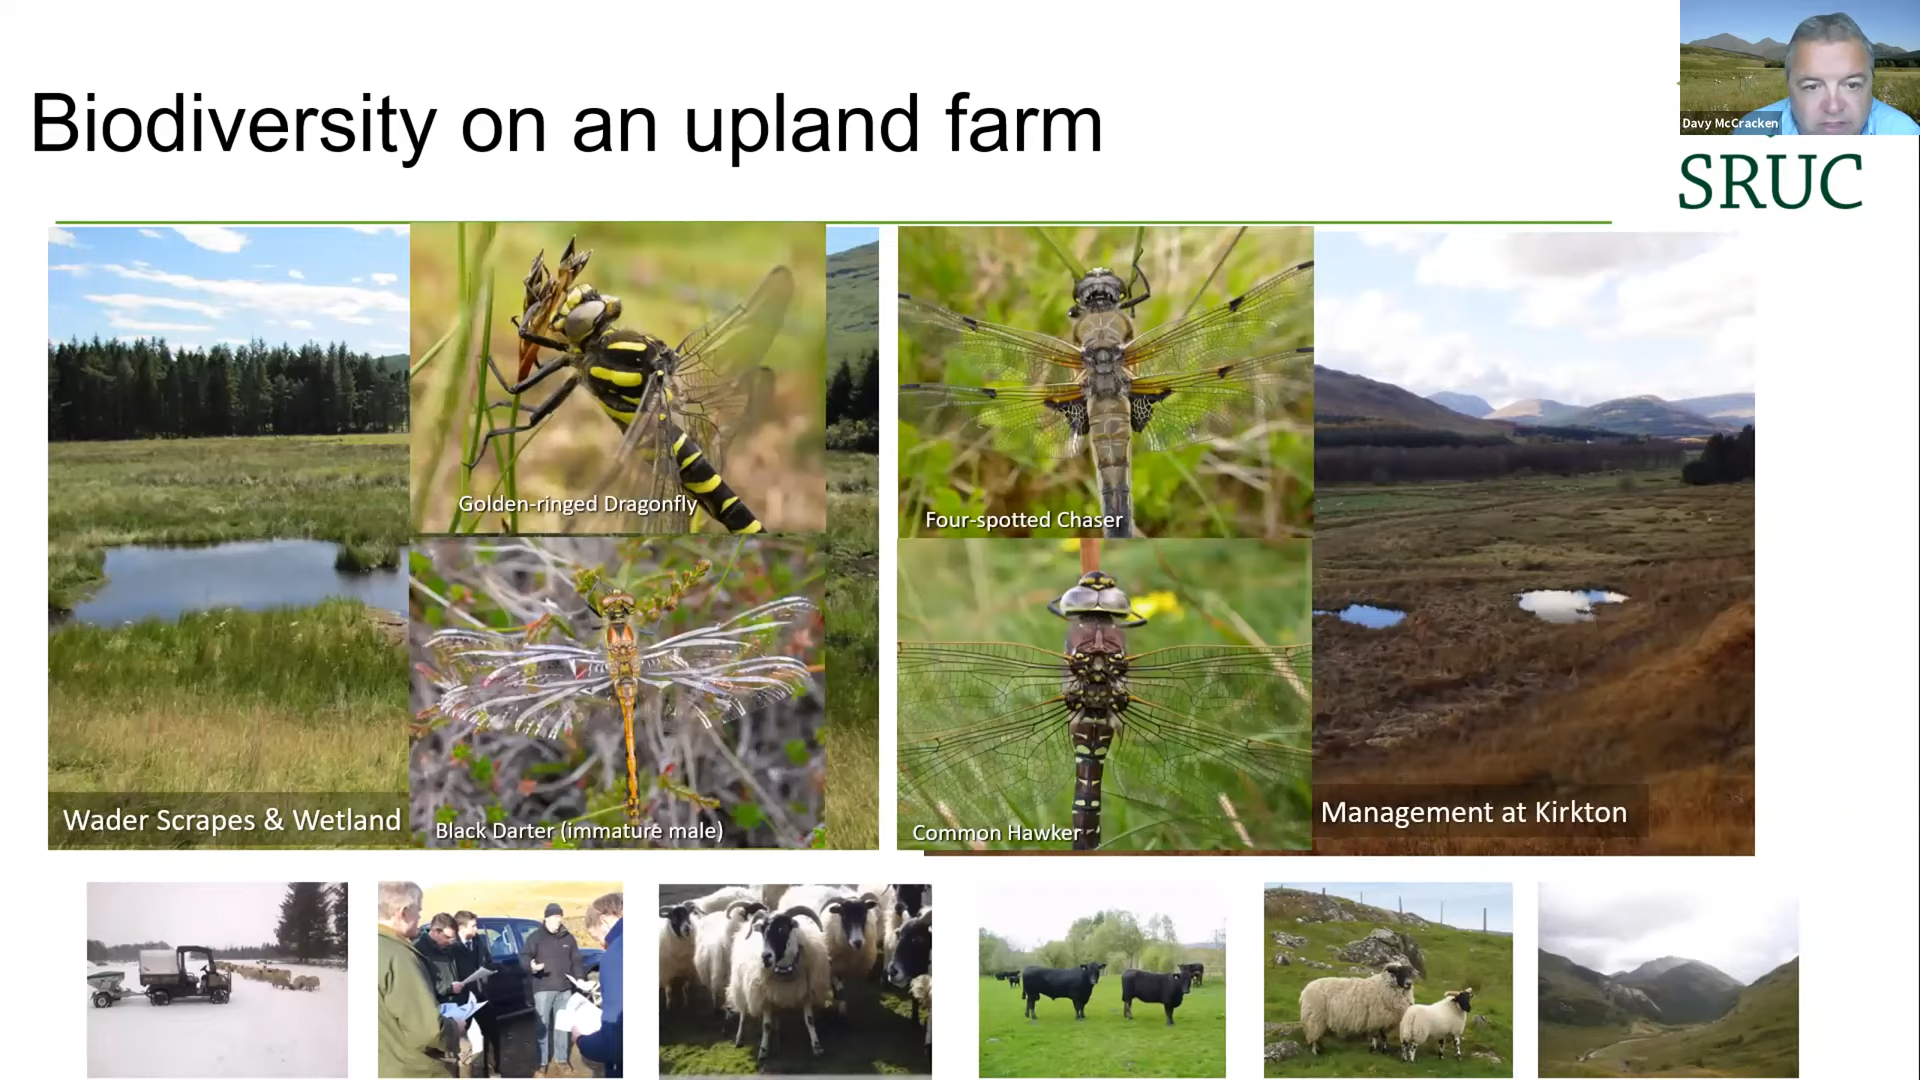 Biodiversity on an upland farm
Davy McCracken
SRUC
Golden-ringed Dragonfly
Four-spotted Chaser
Wader Scrapes & Wetland
Black Darter (immature male)
Common Hawker
Management at Kirkton